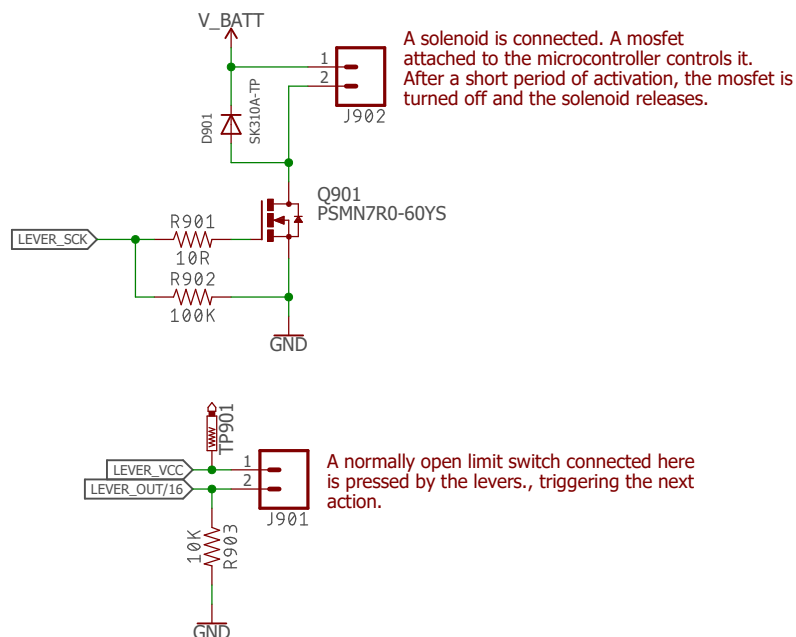 V_BATT
A solenoid is connected. A mosfet
attached to the microcontroller controls it.
After a short period of activation, the mosfet is
turned off and the solenoid releases.
1
2
J902
D901
SK310A-TP
Q901
PSMN7R0-60YS
LEVER_SCK
R901
10R
R902
100K
GND
TP901
LEVER_VCC
LEVER_OUT/16
1
2
J901
A normally open limit switch connected here
is pressed by the levers., triggering the next
action.
10K
R903
GND